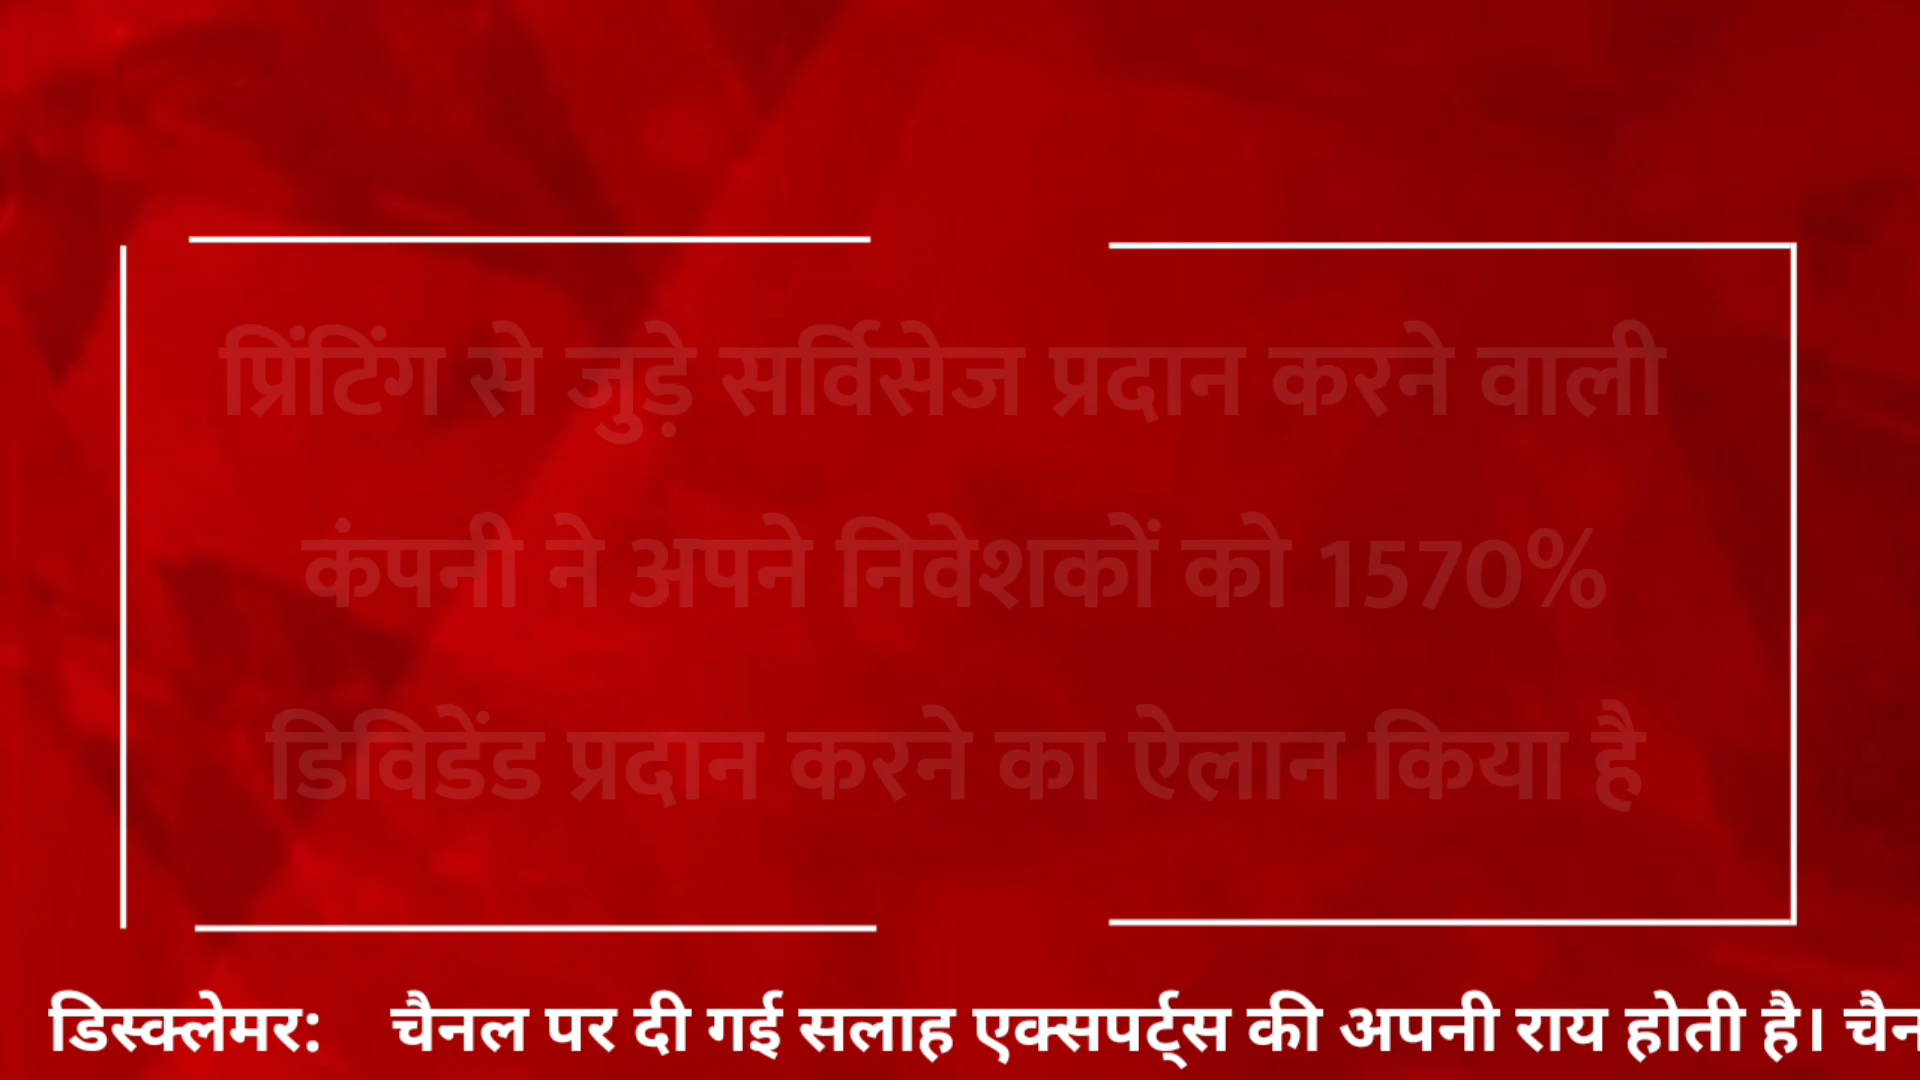 प्रिंटिंग से जुड़े सर्विसेज प्रदान करने वाली
कंपनी ने अपने निवेशकों को 1570%
डिविडेंड प्रदान करने का ऐलान किया है
डिस्क्लेमर: चैनल पर दी गई सलाह एक्सपर्ट्स की अपनी राय होती है।